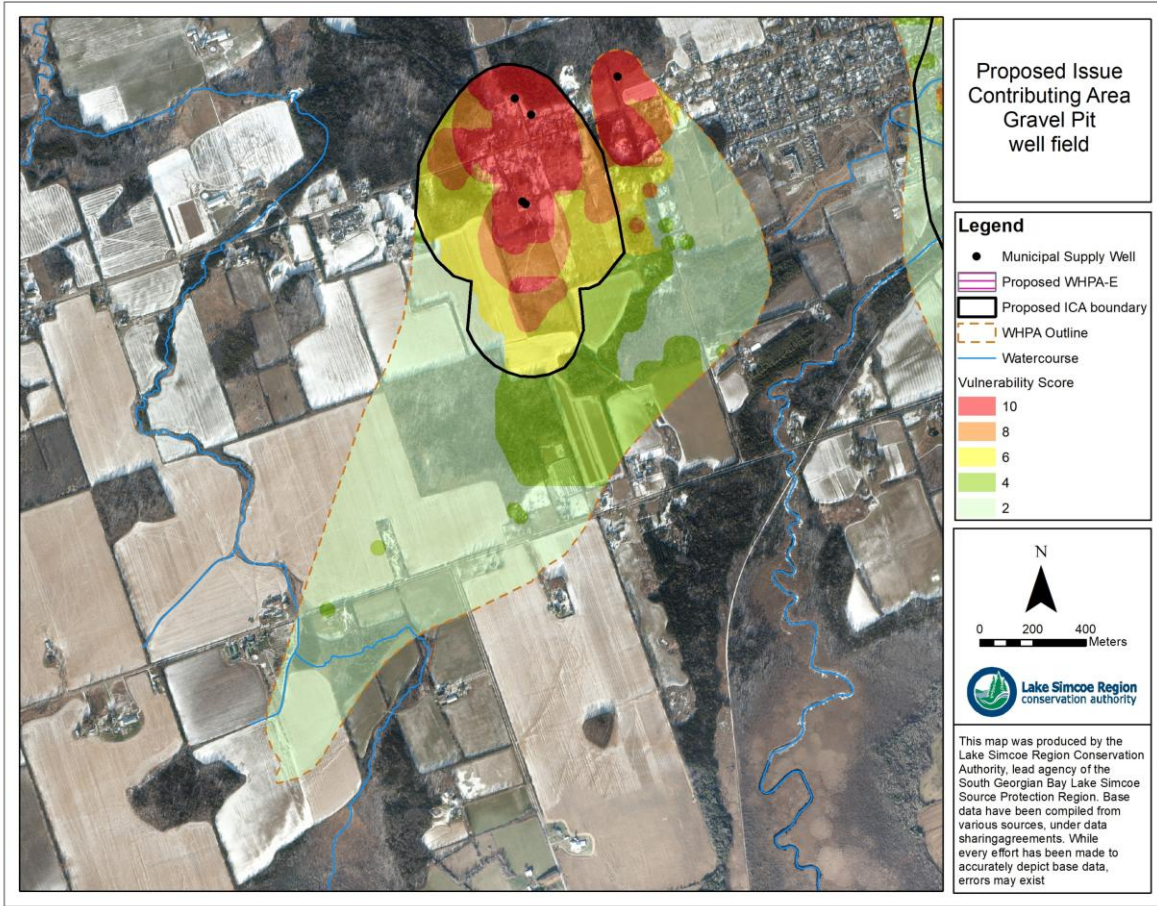 Proposed Issue
Contributing Area
Gravel Pit
well field
Legend
Municipal Supply Well
Proposed WHPA-E
Proposed ICA boundary
WHPA Outline
Watercourse
Vulnerability Score
10
8
6
4
2
N
0 200 400
Meters
Lake Simcoe Region
conservation authority
This map was produced by the
Lake Simcoe Region Conservation
Authority, lead agency of the
South Georgian Bay Lake Simcoe
Source Protection Region. Base
data have been compiled from
various sources, under data
sharingagreements. While
every effort has been made to
accurately depict base data,
errors may exist